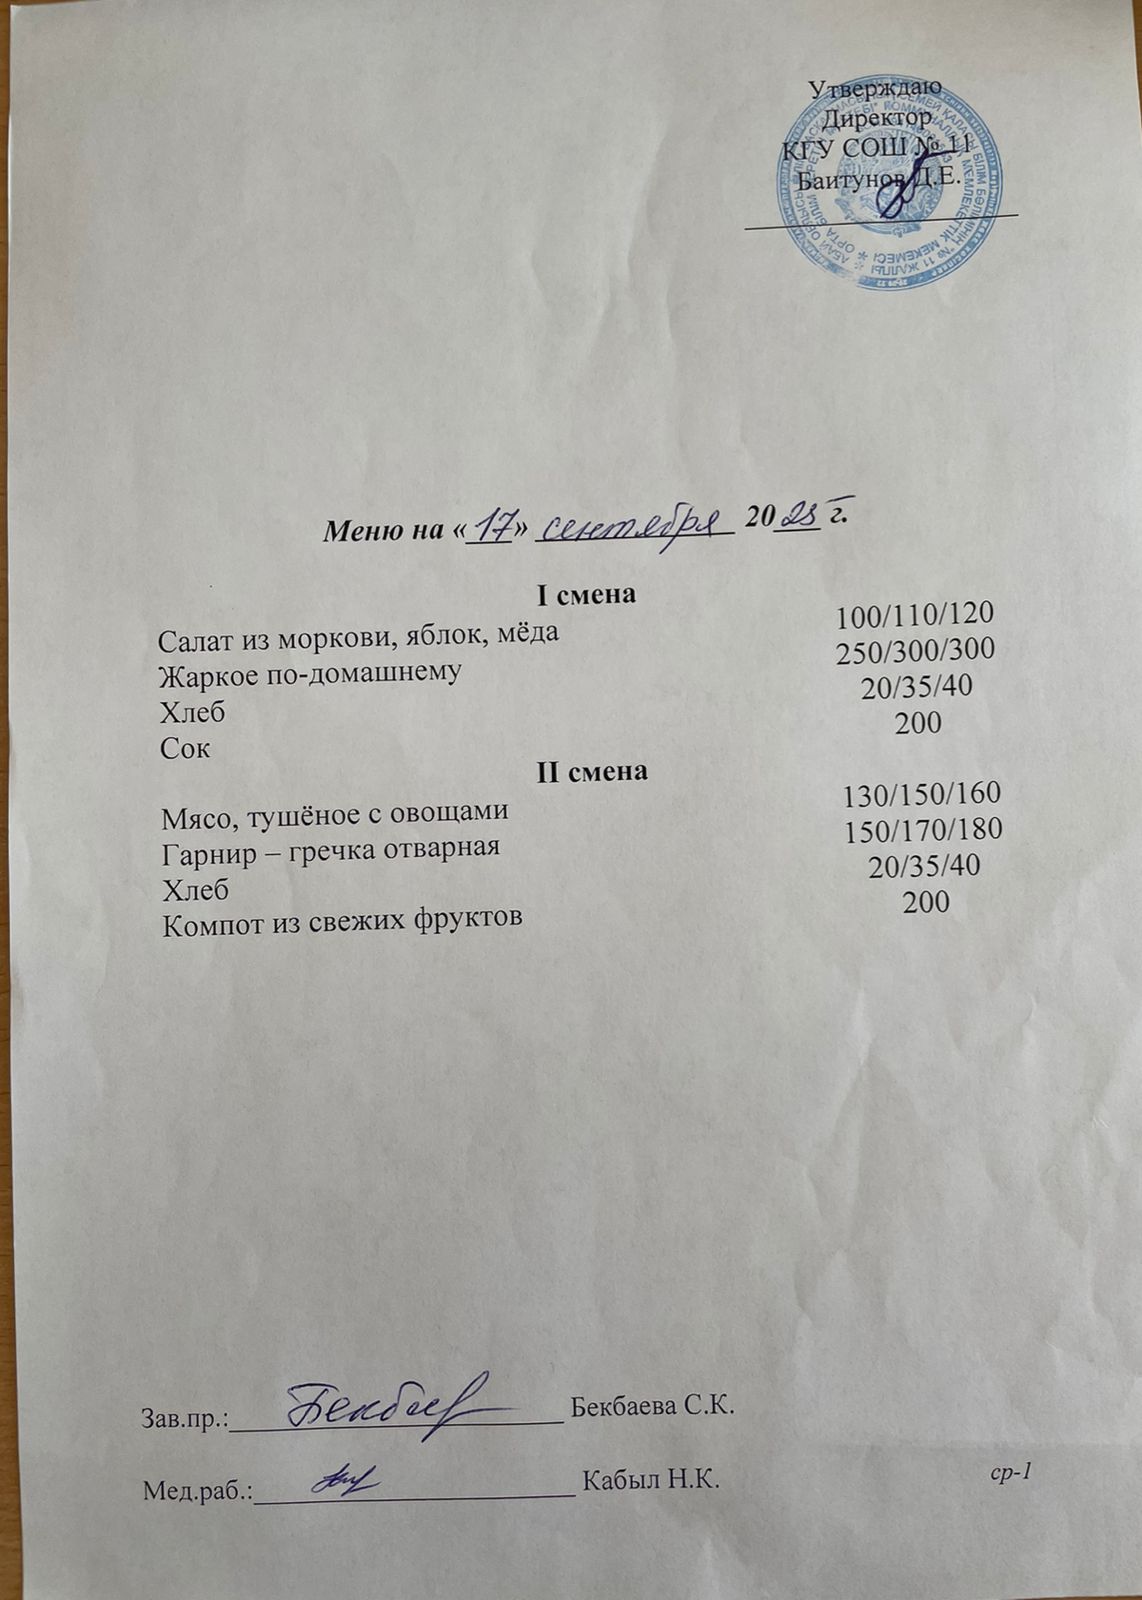 Утверждаю
Директор
КГУ СОШ № 11
Баитунов Д.Е.
Меню на «17» сентября 2025 г.
I смена
Салат из моркови, яблок, мёда 100/110/120
Жаркое по-домашнему 250/300/300
Хлеб 20/35/40
Сок 200
II смена
Мясо, тушёное с овощами 130/150/160
Гарнир – гречка отварная 150/170/180
Хлеб 20/35/40
Компот из свежих фруктов 200
Зав.пр.: Бекбаева С.К.
Мед.раб.: Кабыл Н.К.
ср-1